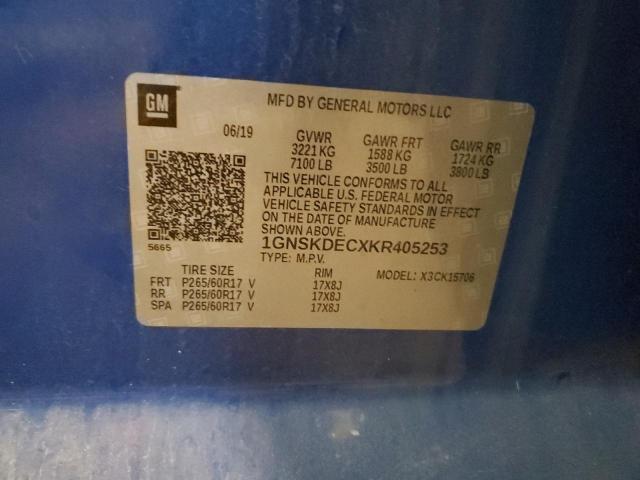 GM
MFD BY GENERAL MOTORS LLC
06/19 GVWR GAWR FRT GAWR RR
3221 KG 1588 KG 1724 KG
7100 LB 3500 LB 3800 LB
THIS VEHICLE CONFORMS TO ALL
APPLICABLE U.S. FEDERAL MOTOR
VEHICLE SAFETY STANDARDS IN EFFECT
ON THE DATE OF MANUFACTURE
SHOWN ABOVE.
5665 1GNSKDECXKR405253
TYPE: M.P.V. MODEL: X3CK15706
TIRE SIZE RIM
FRT P265/60R17 V 17X8J
RR P265/60R17 V 17X8J
SPA P265/60R17 V 17X8J